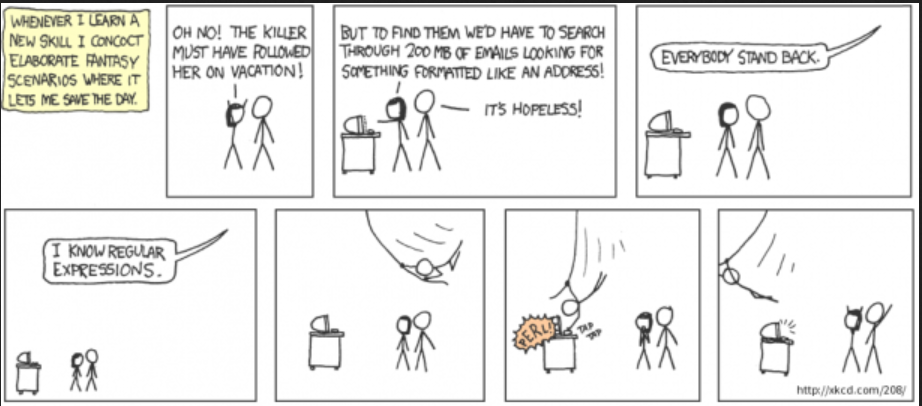 WHENEVER I LEARN A
NEW SKILL I CONCOCT
ELABORATE FANTASY
SCENARIOS WHERE IT
LETS ME SAVE THE DAY.
OH NO! THE KILLER
MUST HAVE FOLLOWED
HER ON VACATION!
BUT TO FIND THEM WE'D HAVE TO SEARCH
THROUGH 200 MB OF EMAILS LOOKING FOR
SOMETHING FORMATTED LIKE AN ADDRESS!
IT'S HOPELESS!
EVERYBODY STAND BACK.
I KNOW REGULAR
EXPRESSIONS.
PERL!
TAP
TAP
http://xkcd.com/208/